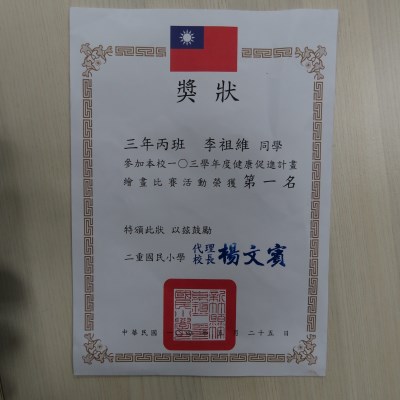 獎狀
三年丙班 李祖維 同學
參加本校一〇三學年度健康促進計畫
繪畫比賽活動榮獲 第一名
特頒此狀 以茲鼓勵
二重國民小學 代理校長 楊文賓
中華民國 月二十五日